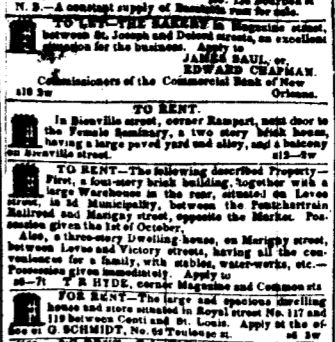 N. B.—A constant supply of
TO LET—THE BAKERY in Magazine street,
between St. Joseph and Delord streets, an excellent
situation for the business. Apply to
JAMES SAUL, or,
EDWARD CHAPMAN.
Commissioners of the Commercial Bank of New
Orleans.
TO RENT.
In Bienville street, corner Rampart, next door to
the Female Seminary, a two story brick house,
having a large paved yard and alley, and a balcony
on Bienville street.
TO RENT—The following described Property—
First, a four-story brick building, together with a
large Warehouse in the rear, situated on Levee
street, in 3d Municipality, between the Pontchartrain
Railroad and Marigny street, opposite the Market. Pos-
session given the 1st of October.
Also, a three-story Dwelling-house, on Marigny street,
between Levee and Victory streets, having all the con-
veniences for a family, with stables, water-works, etc.—
Possession given immediately. Apply to
T R HYDE, corner Magazine and Common sts
FOR RENT—The large and spacious dwelling
house and store situated in Royal street No. 117 and
119 between Conti and St. Louis. Apply at the of-
fice of G. SCHMIDT, No. Toulouse st.